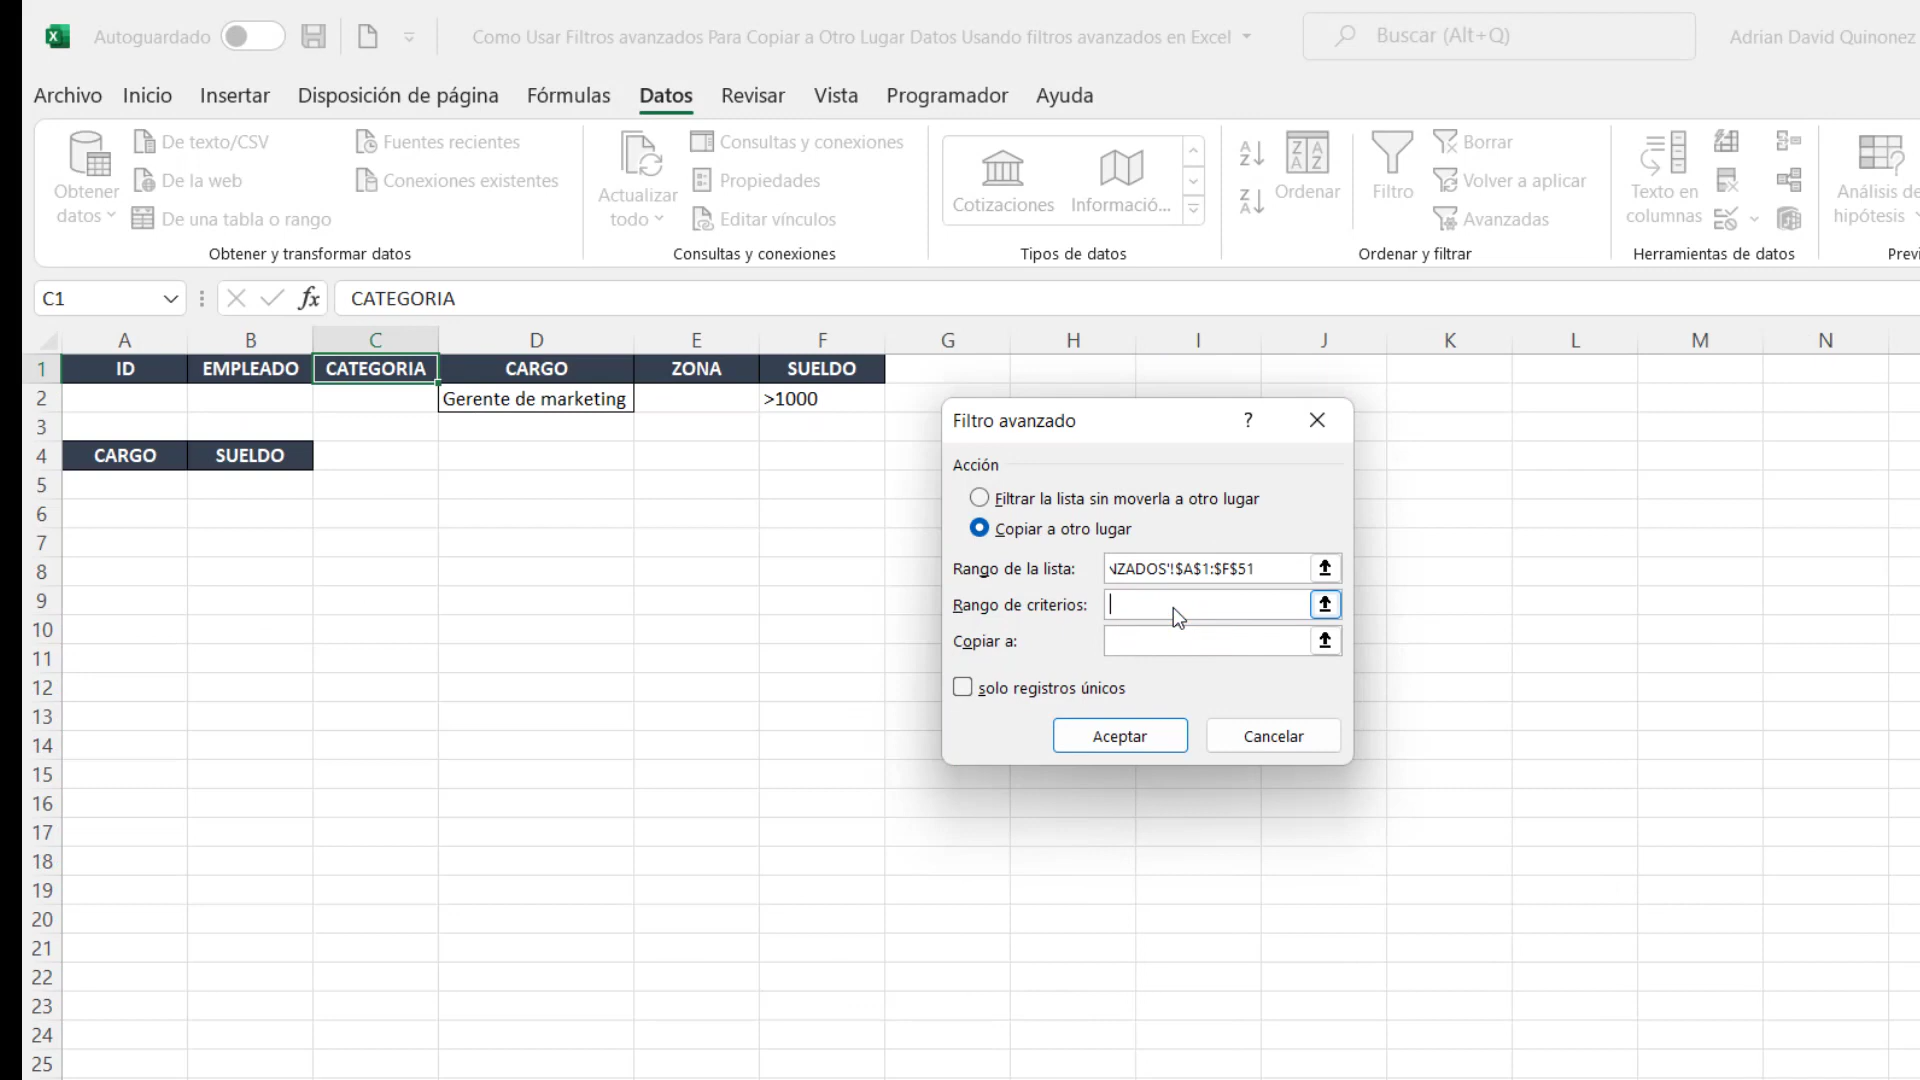 Autoguardado
Como Usar Filtros avanzados Para Copiar a Otro Lugar Datos Usando filtros avanzados en Excel
Buscar (Alt+Q)
Adrian David Quinonez
Archivo Inicio Insertar Disposición de página Fórmulas Datos Revisar Vista Programador Ayuda
Obtener datos
De texto/CSV
De la web
De una tabla o rango
Fuentes recientes
Conexiones existentes
Obtener y transformar datos
Actualizar todo
Consultas y conexiones
Propiedades
Editar vínculos
Consultas y conexiones
Cotizaciones
Informació...
Tipos de datos
Ordenar
Filtro
Borrar
Volver a aplicar
Avanzadas
Ordenar y filtrar
Texto en columnas
Herramientas de datos
Análisis de hipótesis
Previ
C1
fx
CATEGORIA
A B C D E F G H I J K L M N
1 ID EMPLEADO CATEGORIA CARGO ZONA SUELDO
2 Gerente de marketing >1000
3
4 CARGO SUELDO
5
6
7
8
9
10
11
12
13
14
15
16
17
18
19
20
21
22
23
24
25
Filtro avanzado
?
Acción
Filtrar la lista sin moverla a otro lugar
Copiar a otro lugar
Rango de la lista: NZADOS'!$A$1:$F$51
Rango de criterios:
Copiar a:
solo registros únicos
Aceptar Cancelar